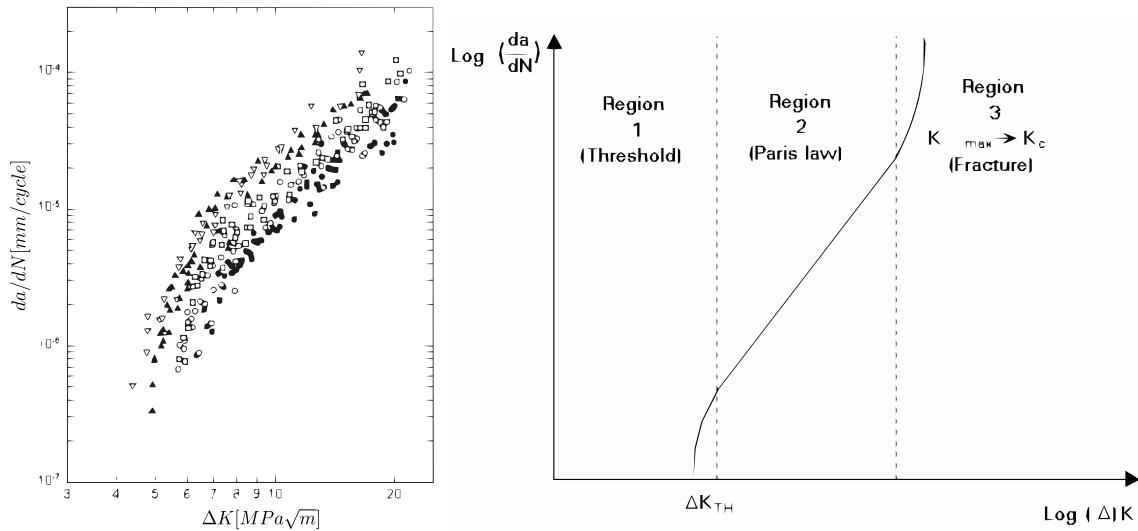 10⁻⁴
10⁻⁵
10⁻⁶
10⁻⁷
da/dN[mm/cycle]
3 4 5 6 7 8 9 10 20
ΔK[MPa√m]
Log (da/dN)
Region
1
(Threshold)
Region
2
(Paris law)
Region
3
K max → K c
(Fracture)
ΔK TH
Log (Δ)K